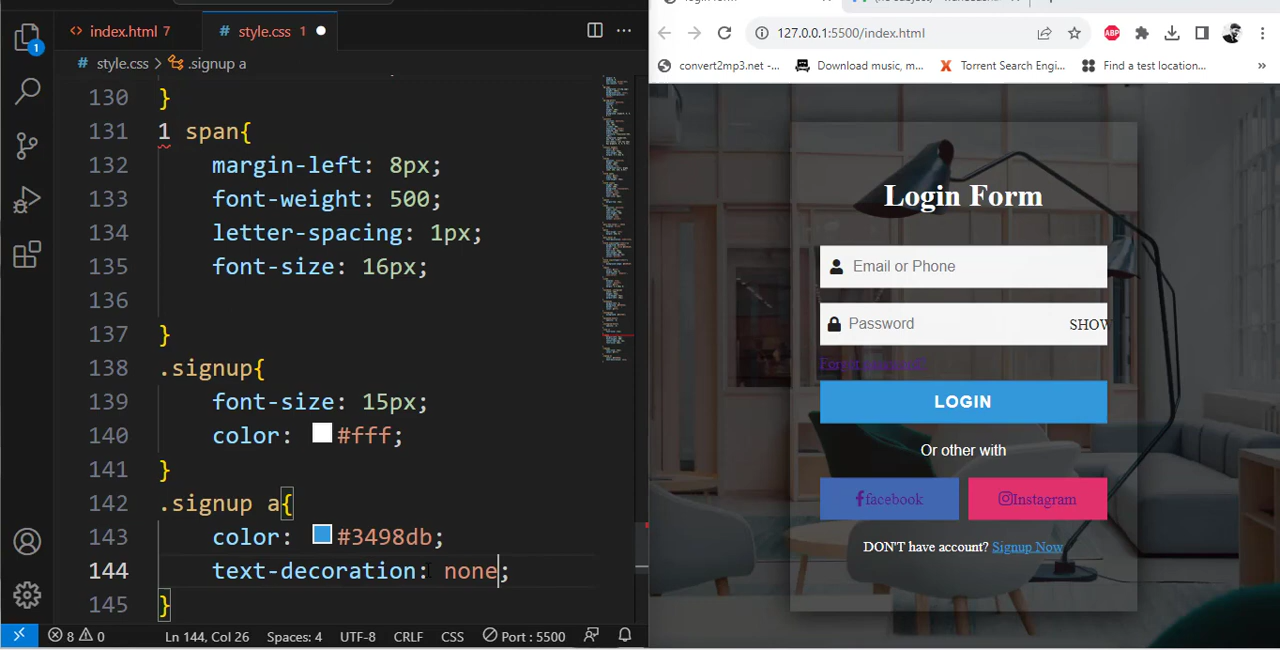 index.html 7
# style.css 1
# style.css > .signup a
130 }
131 1 span{
132 margin-left: 8px;
133 font-weight: 500;
134 letter-spacing: 1px;
135 font-size: 16px;
136
137 }
138 .signup{
139 font-size: 15px;
140 color: #fff;
141 }
142 .signup a{
143 color: #3498db;
144 text-decoration: none;
145 }
1
8 0 Ln 144, Col 26 Spaces: 4 UTF-8 CRLF CSS Port : 5500
127.0.0.1:5500/index.html
ABP
convert2mp3.net -... Download music, m... Torrent Search Engi... Find a test location... »
Login Form
Email or Phone
Password SHOW
Forgot password?
LOGIN
Or other with
facebook Instagram
DON'T have account? Signup Now